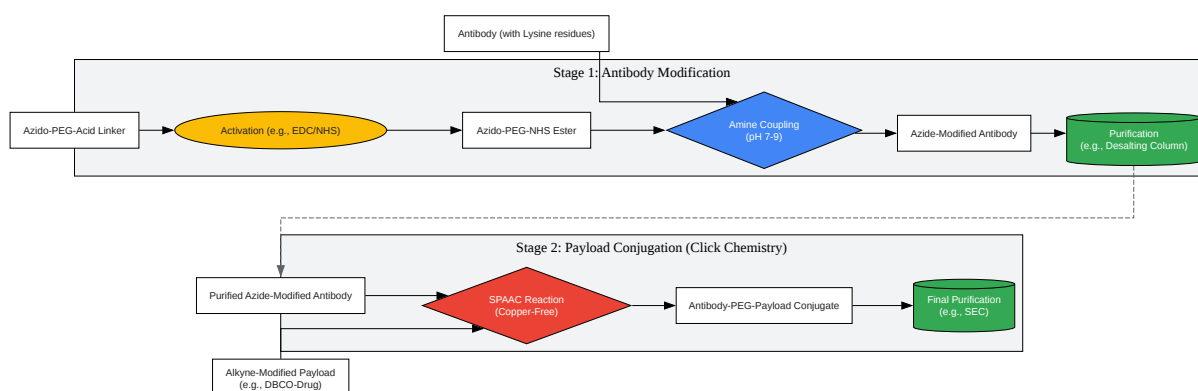 Antibody (with Lysine residues)
Stage 1: Antibody Modification
Azido-PEG-Acid Linker
Activation (e.g., EDC/NHS)
Azido-PEG-NHS Ester
Amine Coupling
(pH 7-9)
Azide-Modified Antibody
Purification
(e.g., Desalting Column)
Stage 2: Payload Conjugation (Click Chemistry)
Purified Azide-Modified Antibody
SPAAC Reaction
(Copper-Free)
Antibody-PEG-Payload Conjugate
Final Purification
(e.g., SEC)
Alkyne-Modified Payload
(e.g., DBCO-Drug)